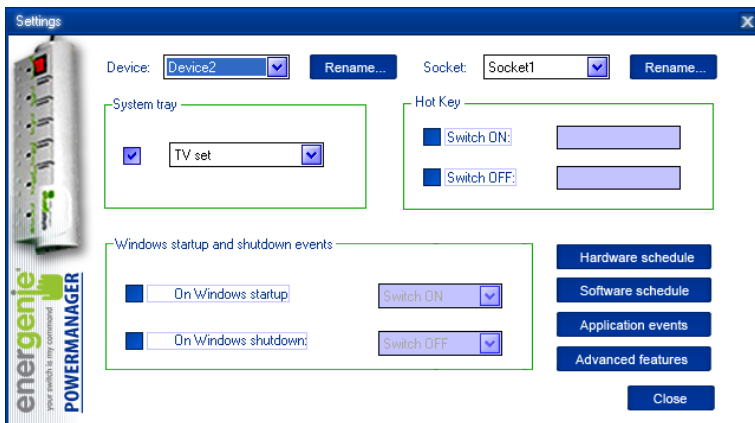 Settings
Device: Device2 Rename... Socket: Socket1 Rename...
System tray
TV set
Hot Key
Switch ON:
Switch OFF:
Windows startup and shutdown events
On Windows startup Switch ON
On Windows shutdown: Switch OFF
Hardware schedule
Software schedule
Application events
Advanced features
Close
energenie
your switch is my command
POWERMANAGER